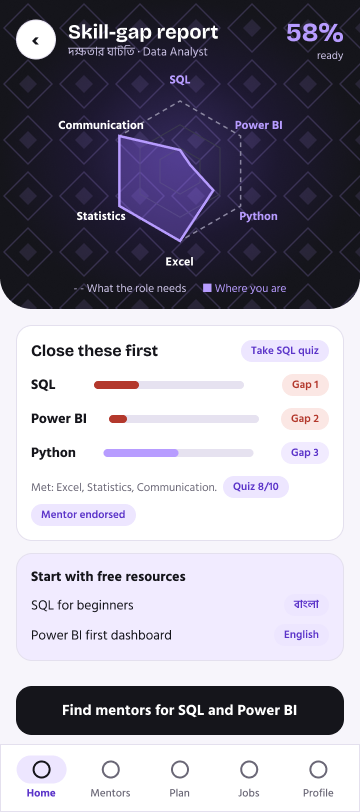 ‹
Skill-gap report
58%
দক্ষতার ঘাটতি · Data Analyst
ready
SQL
Communication
Power BI
Statistics
Python
Excel
- - What the role needs ■ Where you are
Close these first
Take SQL quiz
SQL
Gap 1
Power BI
Gap 2
Python
Gap 3
Met: Excel, Statistics, Communication. Quiz 8/10
Mentor endorsed
Start with free resources
SQL for beginners
বাংলা
Power BI first dashboard
English
Find mentors for SQL and Power BI
Home Mentors Plan Jobs Profile